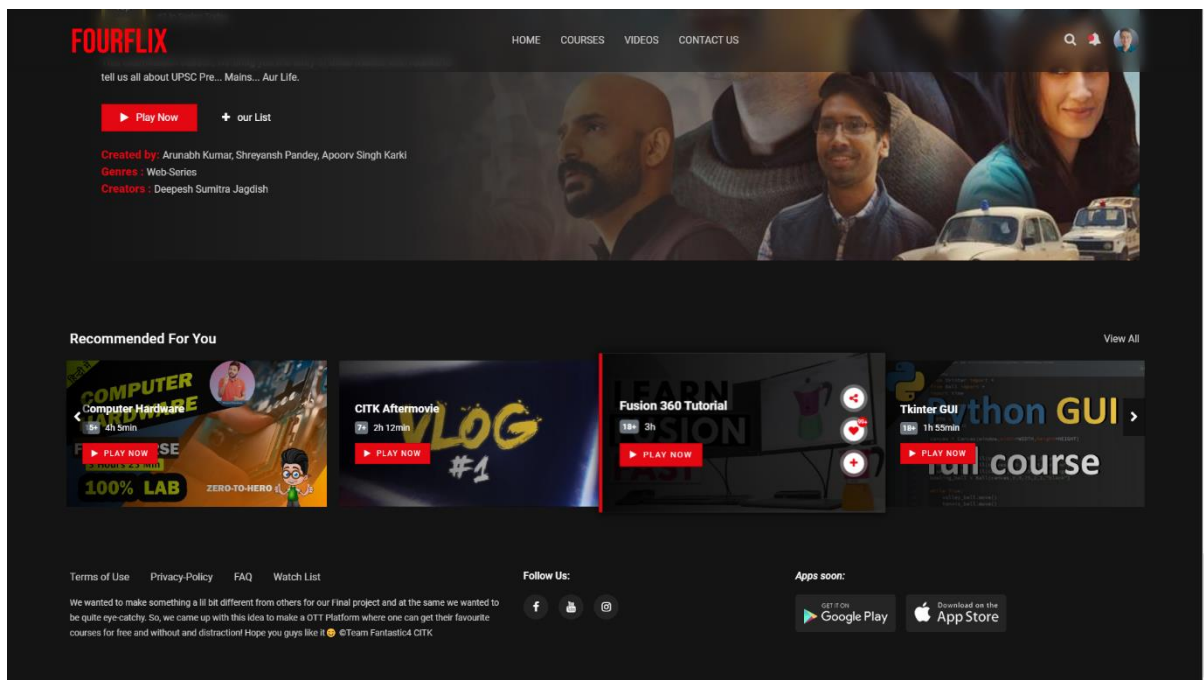 FOURFLIX
HOME COURSES VIDEOS CONTACT US
tell us all about UPSC Pre... Mains... Aur Life.
Play Now + our List
Created by: Arunabh Kumar, Shreyansh Pandey, Apoorv Singh Karki
Genres : Web-Series
Creators : Deepesh Sumitra Jagdish
Recommended For You
View All
COMPUTER
HARDWARE
Computer Hardware
5+ 4h 5min
PLAY NOW
100% LAB
ZERO-TO-HERO
CITK Aftermovie
7+ 2h 12min
PLAY NOW
VLOG
#1
LEARN
FUSION
FAST
Fusion 360 Tutorial
18+ 3h
PLAY NOW
Python GUI
full course
Tkinter GUI
18+ 1h 55min
PLAY NOW
Terms of Use Privacy-Policy FAQ Watch List
We wanted to make something a lil bit different from others for our Final project and at the same we wanted to
be quite eye-catchy. So, we came up with this idea to make a OTT Platform where one can get their favourite
courses for free and without and distraction! Hope you guys like it😊 ©Team Fantastic4 CITK
Follow Us:
Apps soon:
GET IT ON
Google Play
Download on the
App Store